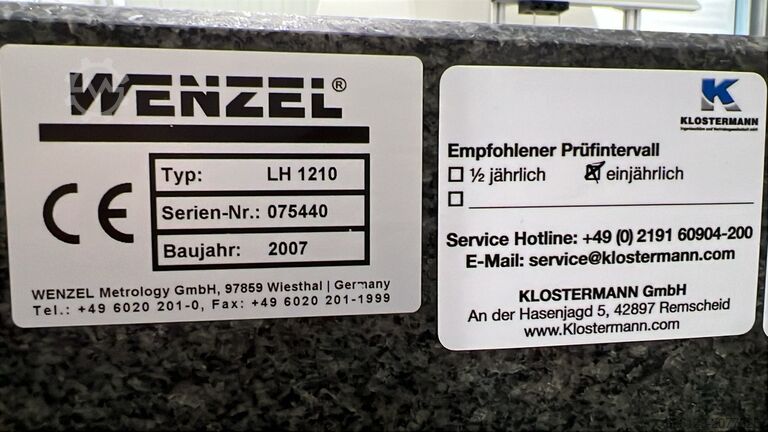 WENZEL®
Typ: LH 1210
Serien-Nr.: 075440
Baujahr: 2007
CE
WENZEL Metrology GmbH, 97859 Wiesthal | Germany
Tel.: +49 6020 201-0, Fax: +49 6020 201-1999
K
KLOSTERMANN
Empfohlener Prüfintervall
½ jährlich einjährlich
Service Hotline: +49 (0) 2191 60904-200
E-Mail: service@klostermann.com
KLOSTERMANN GmbH
An der Hasenjagd 5, 42897 Remscheid
www.Klostermann.com